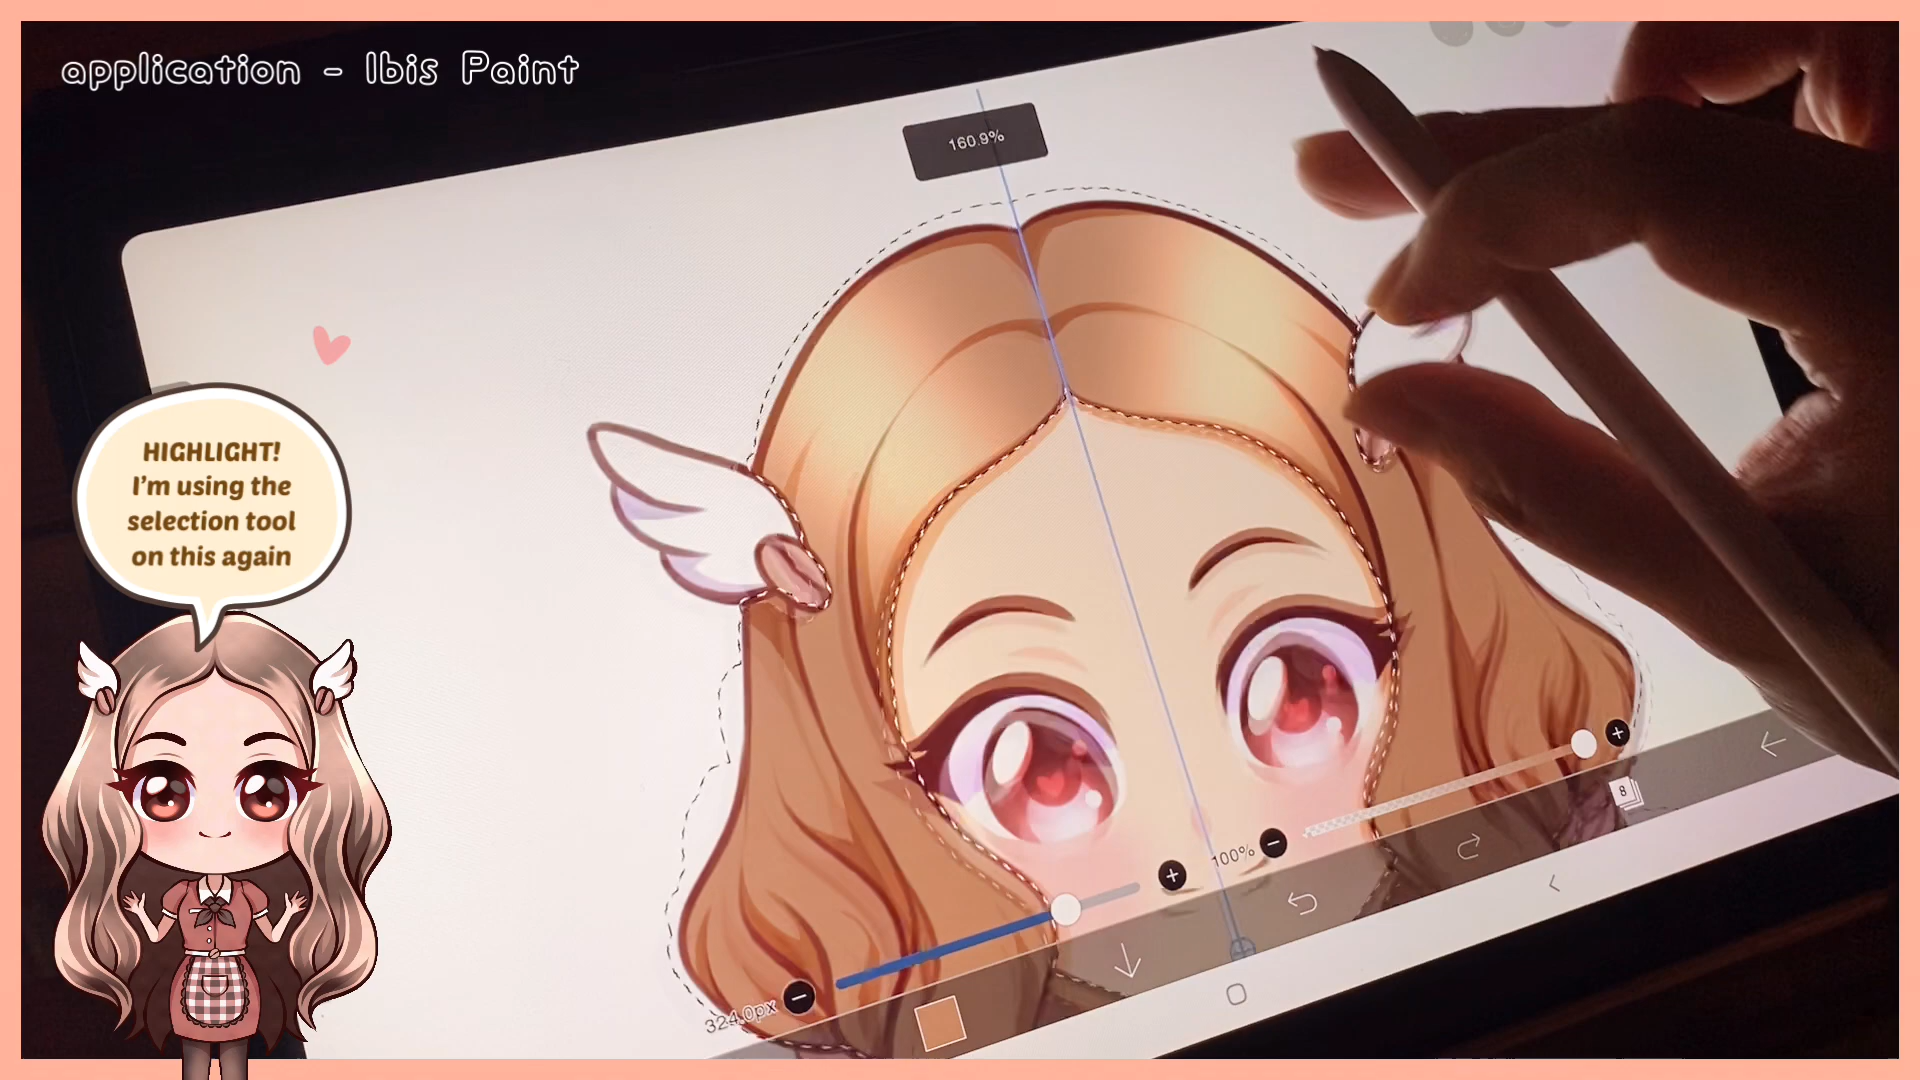 application - Ibis Paint
160.9%
HIGHLIGHT!
I'm using the
selection tool
on this again
8
100%
324.0px